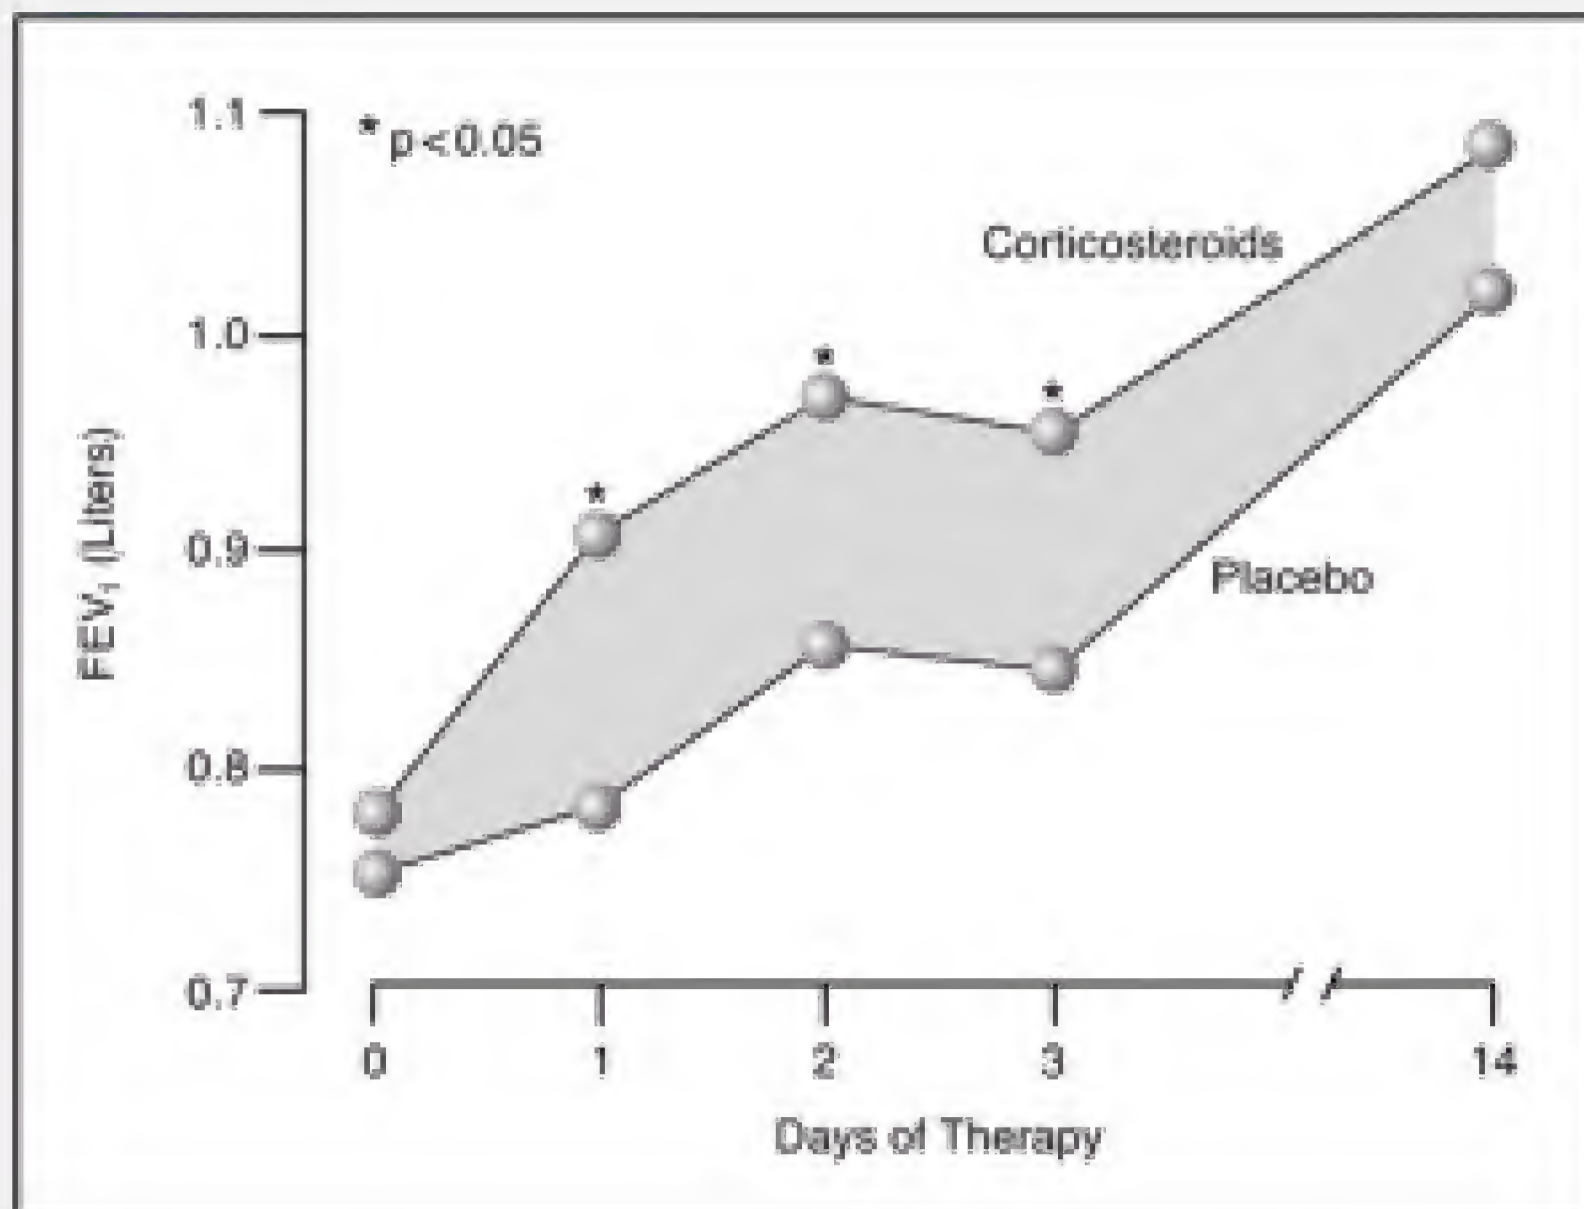 1.1
* p<0.05
Corticosteroids
1.0
*
*
*
0.9
Placebo
0.8
0.7
FEV₁ (Liters)
0 1 2 3 14
Days of Therapy